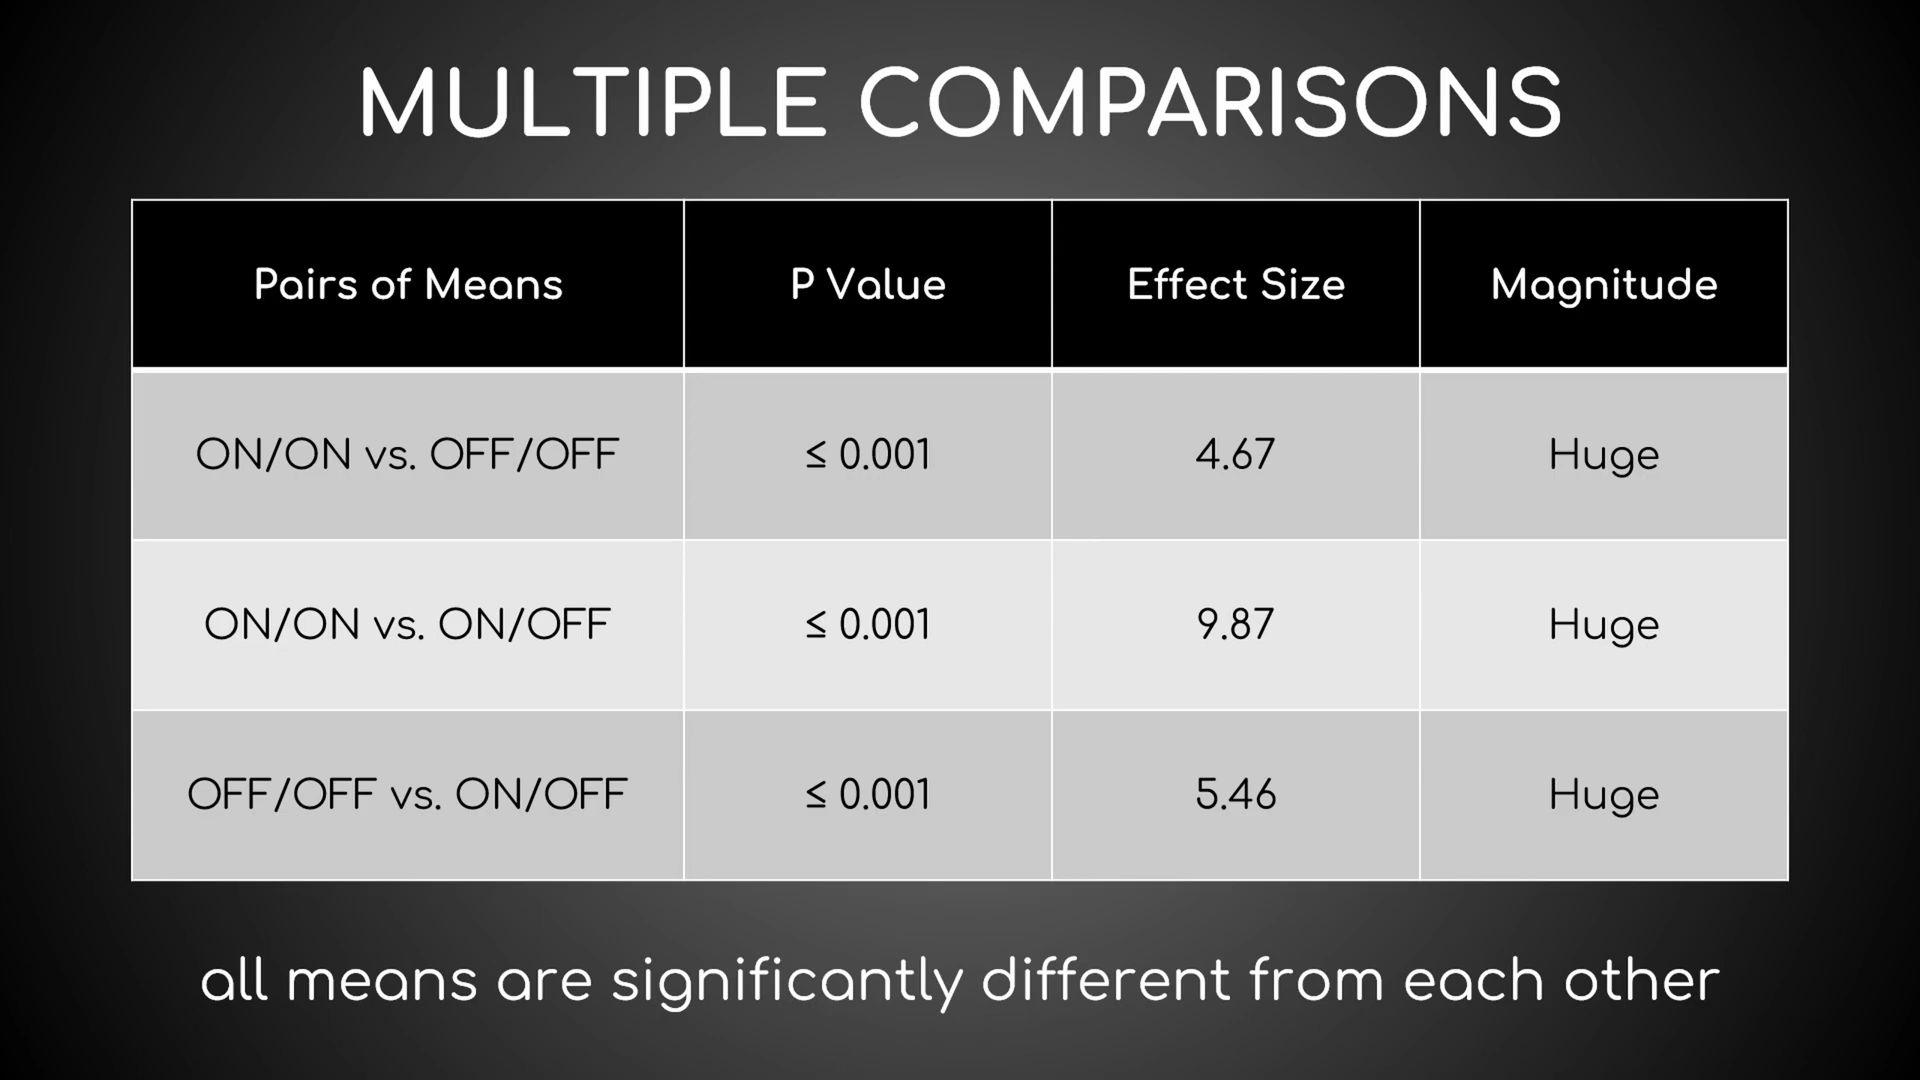 MULTIPLE COMPARISONS
Pairs of Means P Value Effect Size Magnitude
ON/ON vs. OFF/OFF ≤ 0.001 4.67 Huge
ON/ON vs. ON/OFF ≤ 0.001 9.87 Huge
OFF/OFF vs. ON/OFF ≤ 0.001 5.46 Huge
all means are significantly different from each other